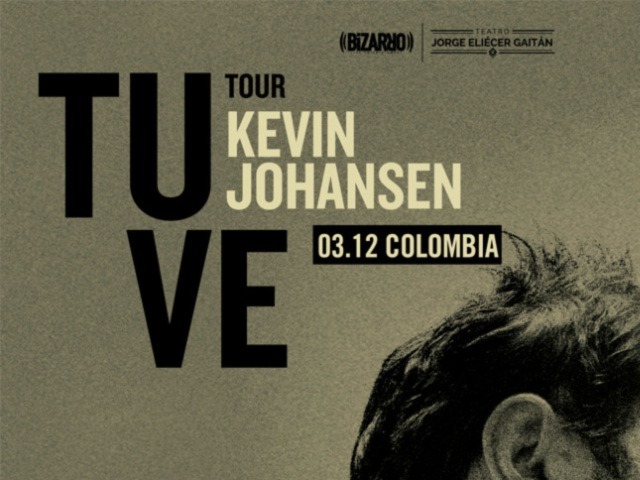 BiZARRO
TEATRO
JORGE ELIÉCER GAITÁN
TU
VE
TOUR
KEVIN
JOHANSEN
03.12 COLOMBIA